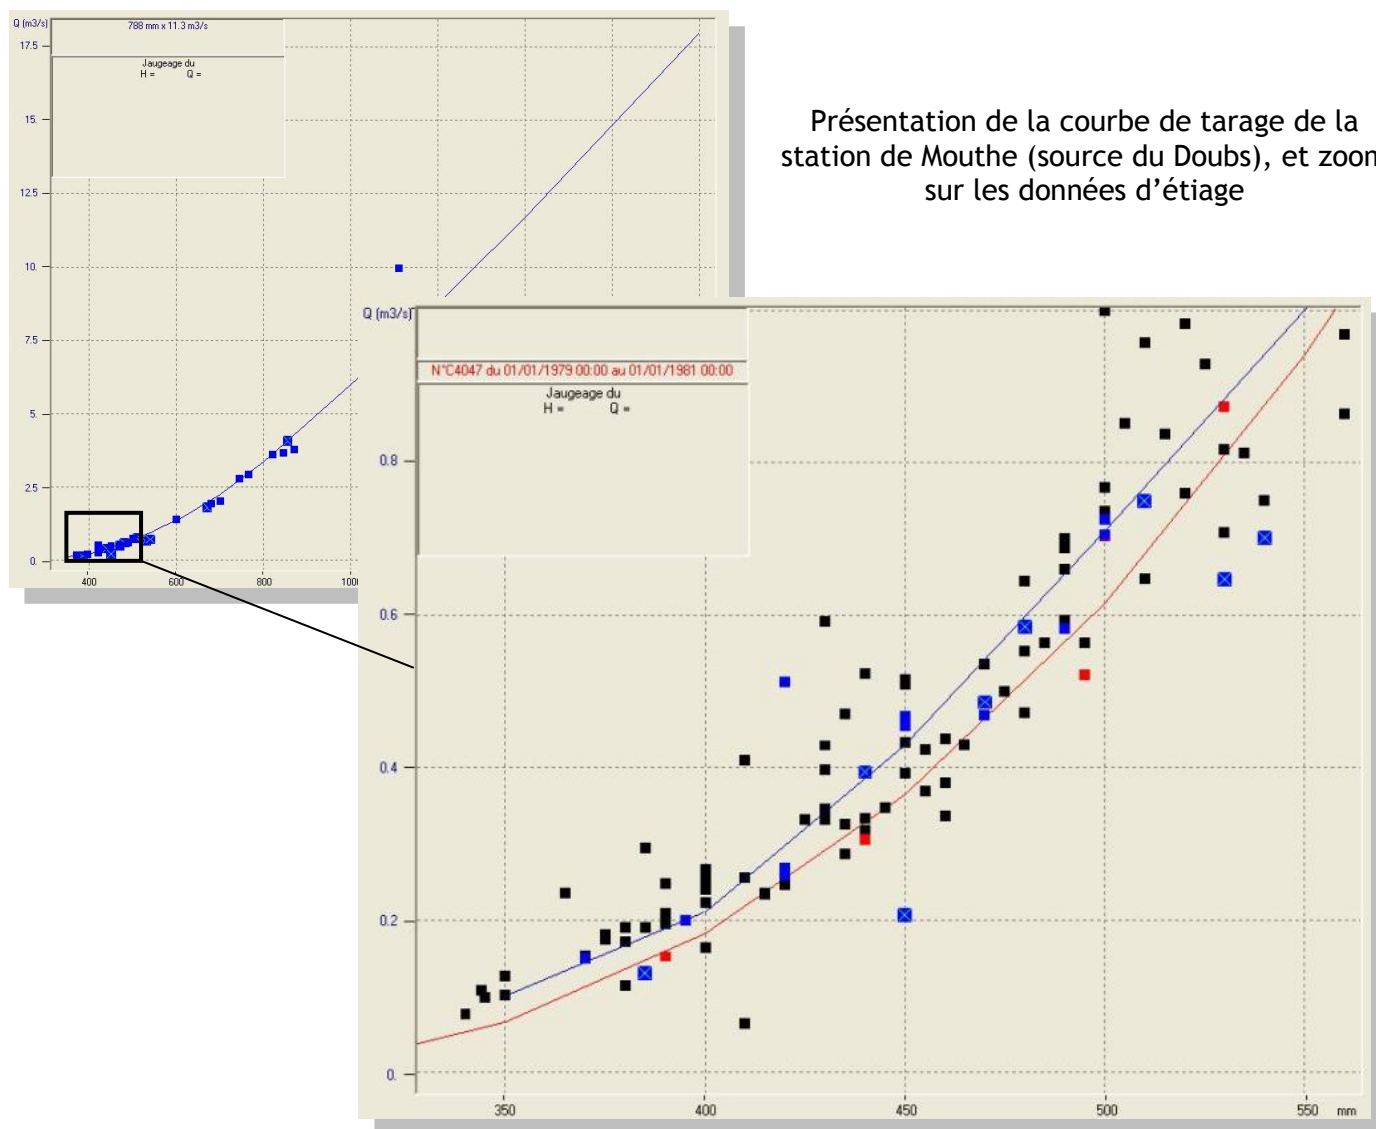 Q (m3/s)
788 mm x 11.3 m3/s
17.5
Jaugeage du
H = Q =
15.
12.5
10.
7.5
5.
2.5
0.
400 600 800 1000
Présentation de la courbe de tarage de la
station de Mouthe (source du Doubs), et zoom
sur les données d’étiage
Q (m3/s)
N°C4047 du 01/01/1979 00:00 au 01/01/1981 00:00
Jaugeage du
H = Q =
0.8
0.6
0.4
0.2
0.
350 400 450 500 550 mm